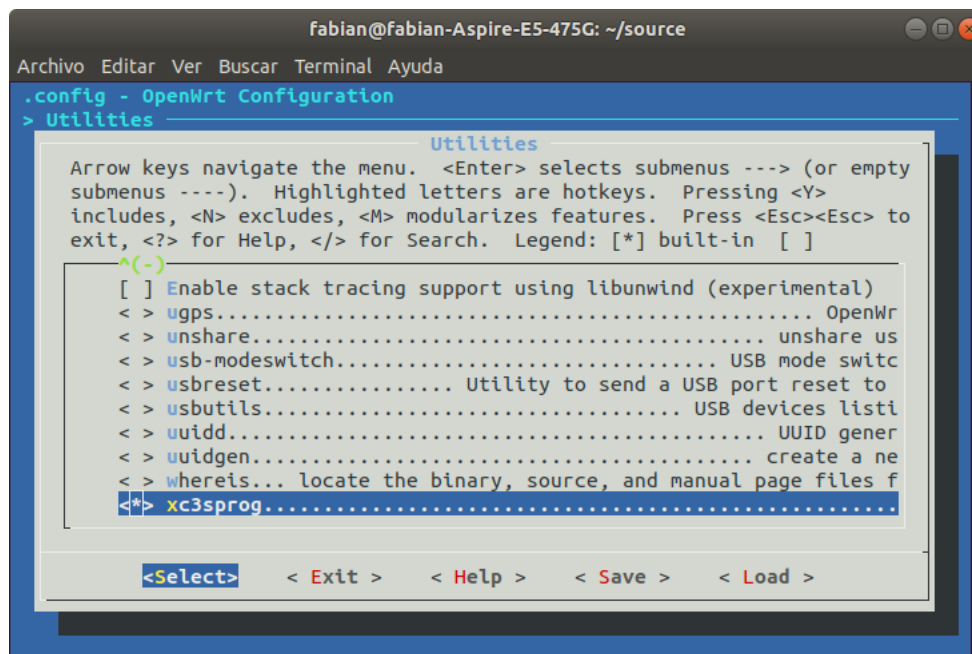 fabian@fabian-Aspire-E5-475G: ~/source
Archivo Editar Ver Buscar Terminal Ayuda
.config - OpenWrt Configuration
> Utilities
Utilities
Arrow keys navigate the menu.  <Enter> selects submenus ---> (or empty
submenus ----).  Highlighted letters are hotkeys.  Pressing <Y>
includes, <N> excludes, <M> modularizes features.  Press <Esc><Esc> to
exit, <?> for Help, </> for Search.  Legend: [*] built-in  [ ]
^(-)
[ ] Enable stack tracing support using libunwind (experimental)
< > ugps................................................... OpenWr
< > unshare........................................... unshare us
< > usb-modeswitch................................ USB mode switc
< > usbreset................ Utility to send a USB port reset to
< > usbutils................................... USB devices listi
< > uuidd............................................. UUID gener
< > uuidgen.......................................... create a ne
< > whereis... locate the binary, source, and manual page files f
<*> xc3sprog.....................................................
<Select>    < Exit >    < Help >    < Save >    < Load >